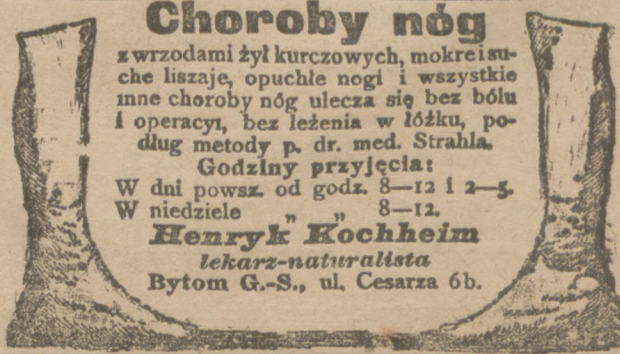 Choroby nóg
z wrzodami żył kurczowych, mokre i su-
che liszaje, opuchłe nogi i wszystkie
inne choroby nóg ulecza się bez bólu
i operacyi, bez leżenia w łóżku, po-
dług metody p. dr. med. Strahla.
Godziny przyjęcia:
W dni powsz. od godz. 8—12 i 2—5.
W niedziele „ „ 8—12.
Henryk Kochheim
lekarz-naturalista
Bytom G.-S., ul. Cesarza 6b.